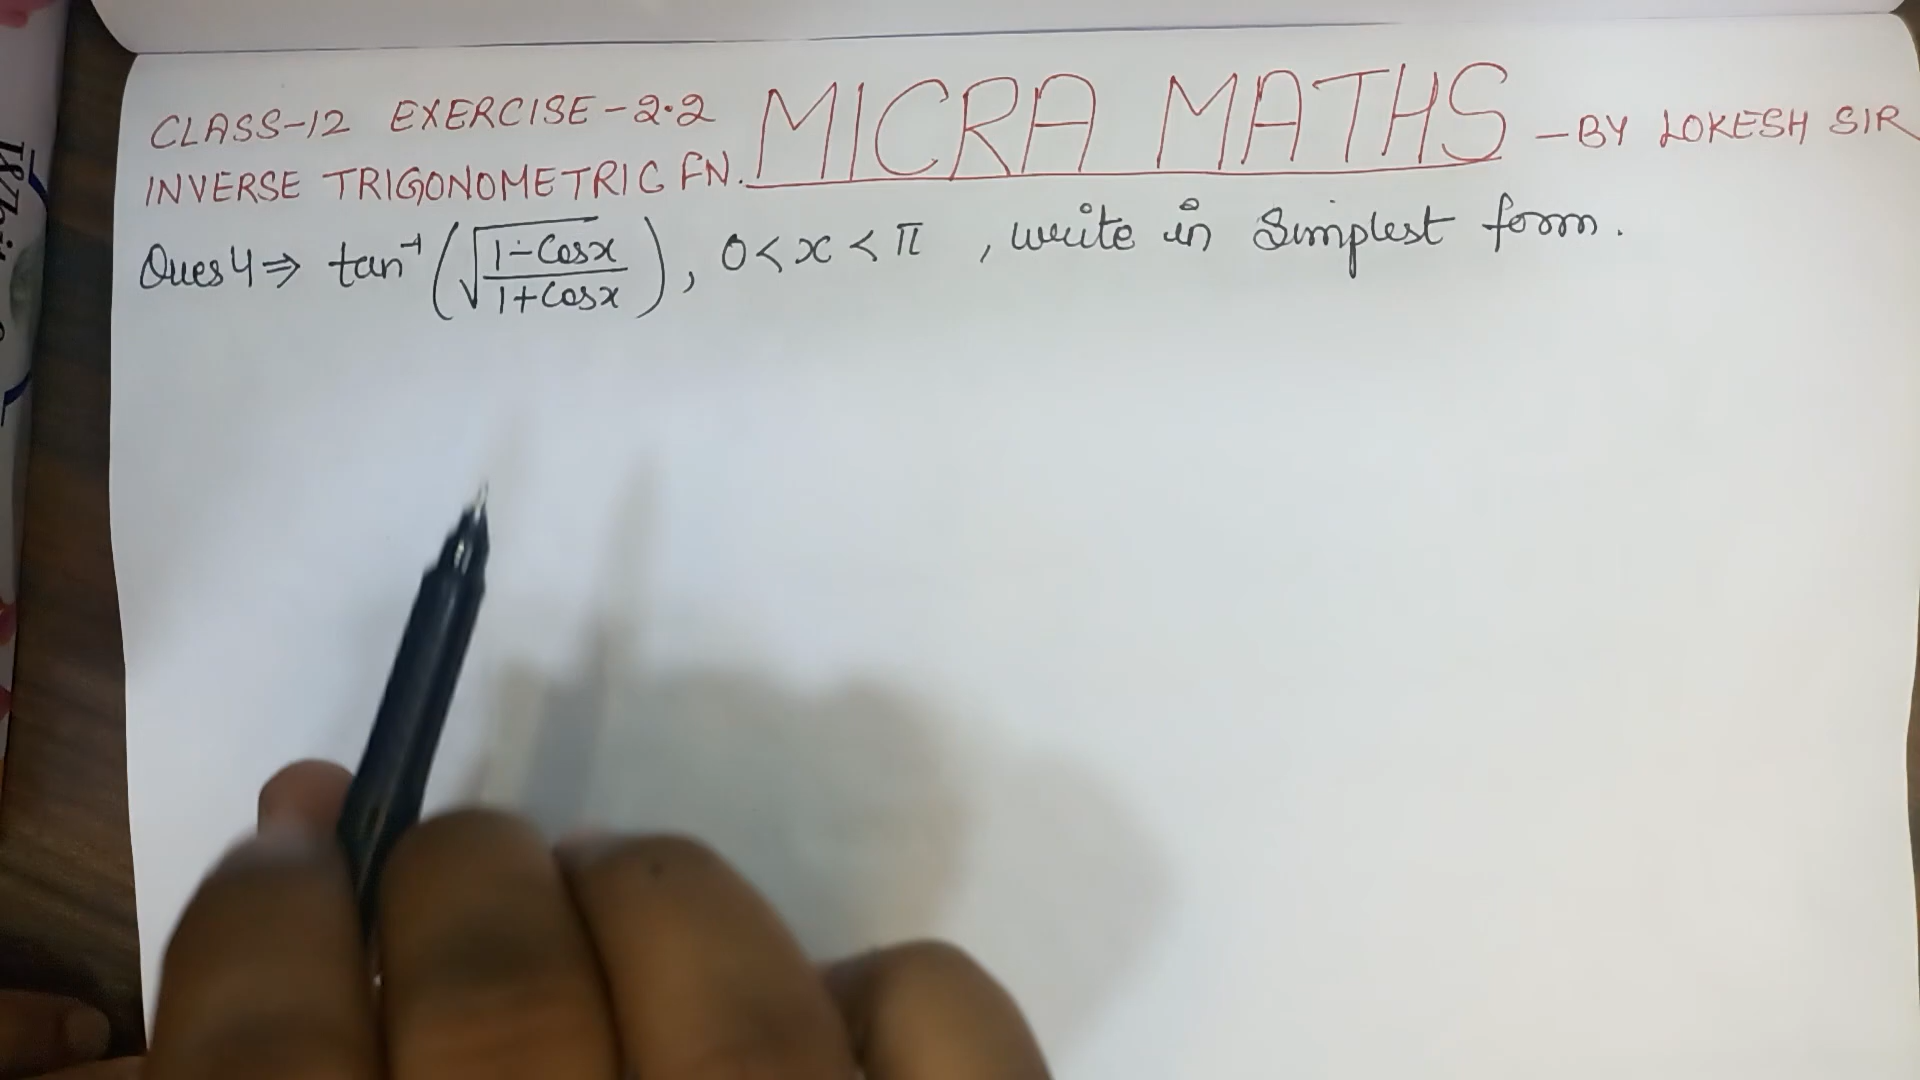 CLASS-12 EXERCISE-2.2 MICRA MATHS -BY LOKESH SIR
INVERSE TRIGONOMETRIC FN.
Ques 4⇒ tan⁻¹(√((1-Cosx)/(1+Cosx))), 0<x<π , write in Simplest form.